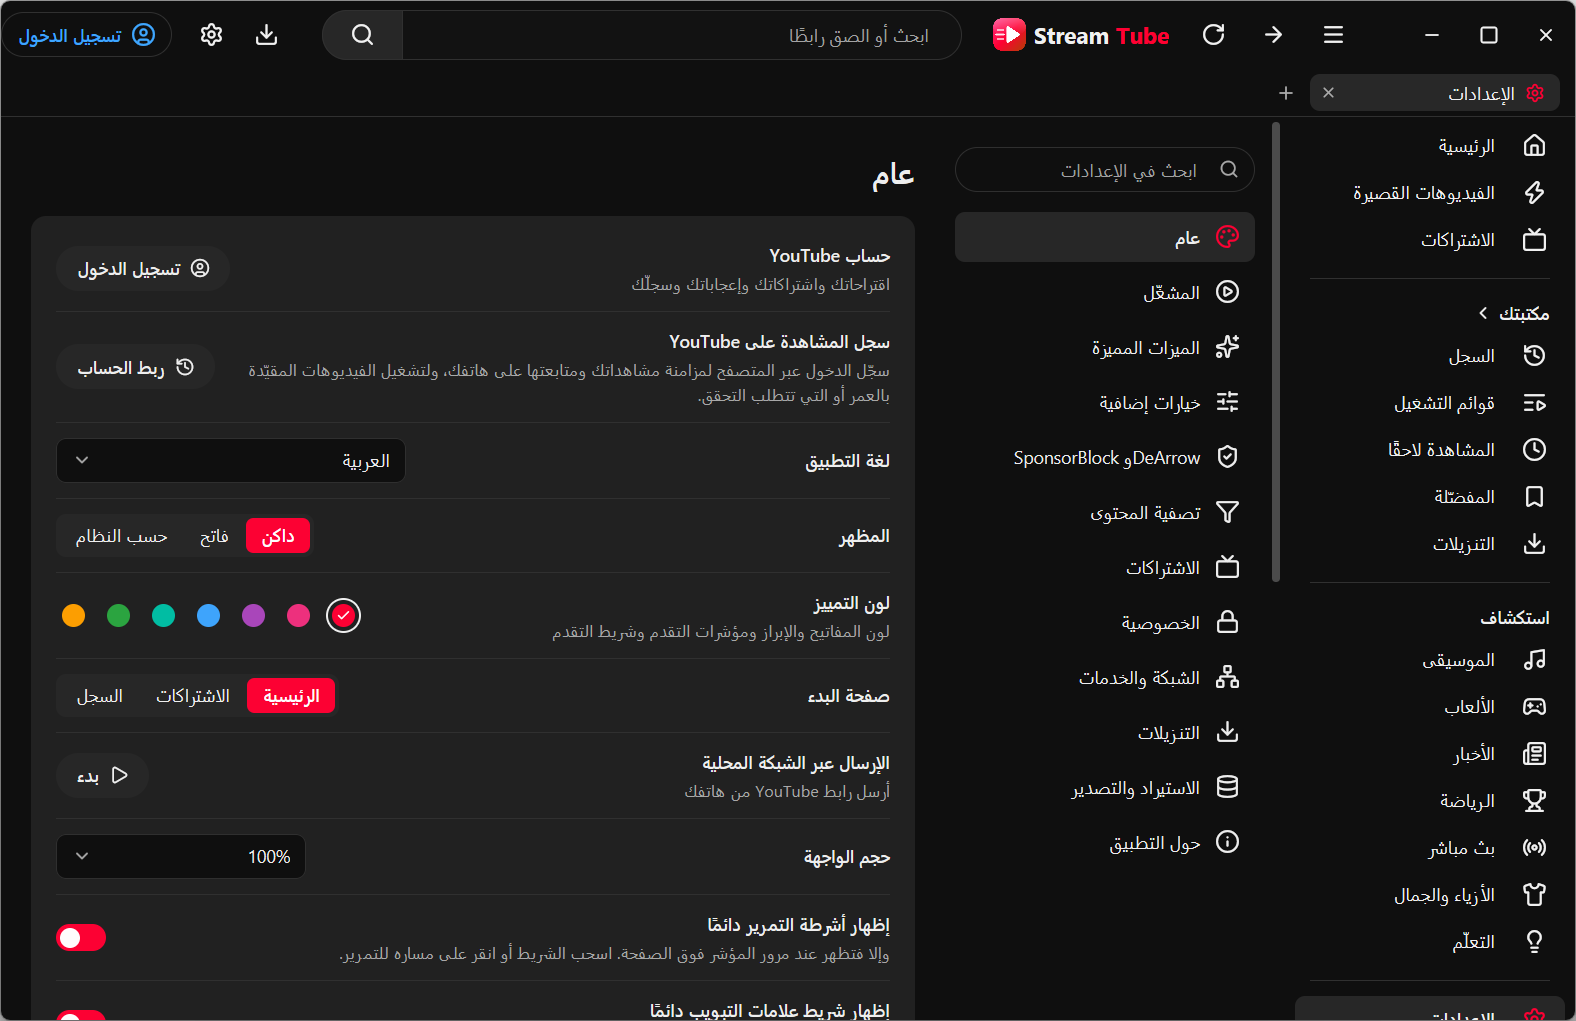 Stream Tube
ابحث أو الصق رابطًا
تسجيل الدخول
الإعدادات
الرئيسية
الفيديوهات القصيرة
الاشتراكات
مكتبتك
السجل
قوائم التشغيل
المشاهدة لاحقًا
المفضّلة
التنزيلات
استكشاف
الموسيقى
الألعاب
الأخبار
الرياضة
بث مباشر
الأزياء والجمال
التعلّم
الإعدادات
ابحث في الإعدادات
عام
المشغّل
الميزات المميزة
خيارات إضافية
SponsorBlock وDeArrow
تصفية المحتوى
الاشتراكات
الخصوصية
الشبكة والخدمات
التنزيلات
الاستيراد والتصدير
حول التطبيق
عام
حساب YouTube
اقتراحاتك واشتراكاتك وإعجاباتك وسجلّك
تسجيل الدخول
سجل المشاهدة على YouTube
سجّل الدخول عبر المتصفح لمزامنة مشاهداتك ومتابعتها على هاتفك، ولتشغيل الفيديوهات المقيّدة
بالعمر أو التي تتطلب التحقق.
ربط الحساب
لغة التطبيق
العربية
المظهر
داكن
فاتح
حسب النظام
لون التمييز
لون المفاتيح والإبراز ومؤشرات التقدم وشريط التقدم
صفحة البدء
الرئيسية
الاشتراكات
السجل
الإرسال عبر الشبكة المحلية
أرسل رابط YouTube من هاتفك
بدء
حجم الواجهة
100%
إظهار أشرطة التمرير دائمًا
وإلا فتظهر عند مرور المؤشر فوق الصفحة. اسحب الشريط أو انقر على مساره للتمرير.
إظهار شريط علامات التبويب دائمًا